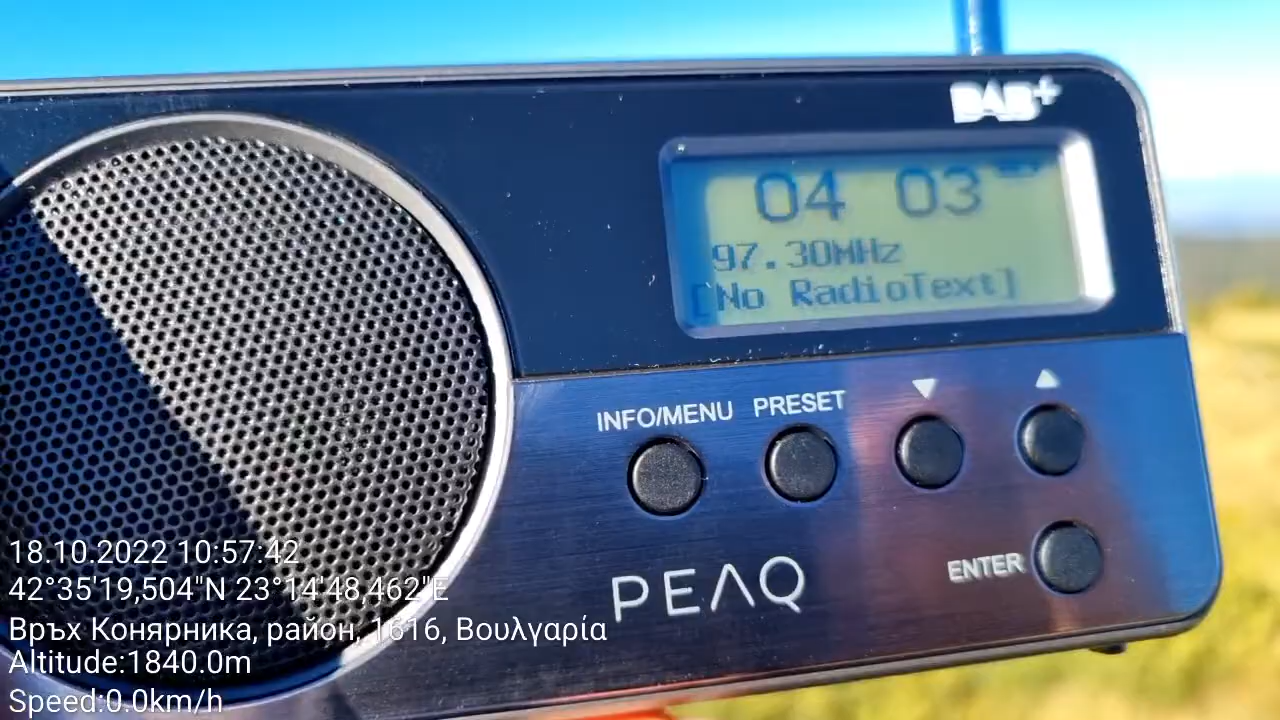 DAB+
04 03
97.30MHz
[No RadioText]
INFO/MENU PRESET ▼ ▲
ENTER
PEAQ
18.10.2022 10:57:42
42°35'19,504"N 23°14'48,462"E
Връх Конярника, район, 1616, Βουλγαρία
Altitude:1840.0m
Speed:0.0km/h